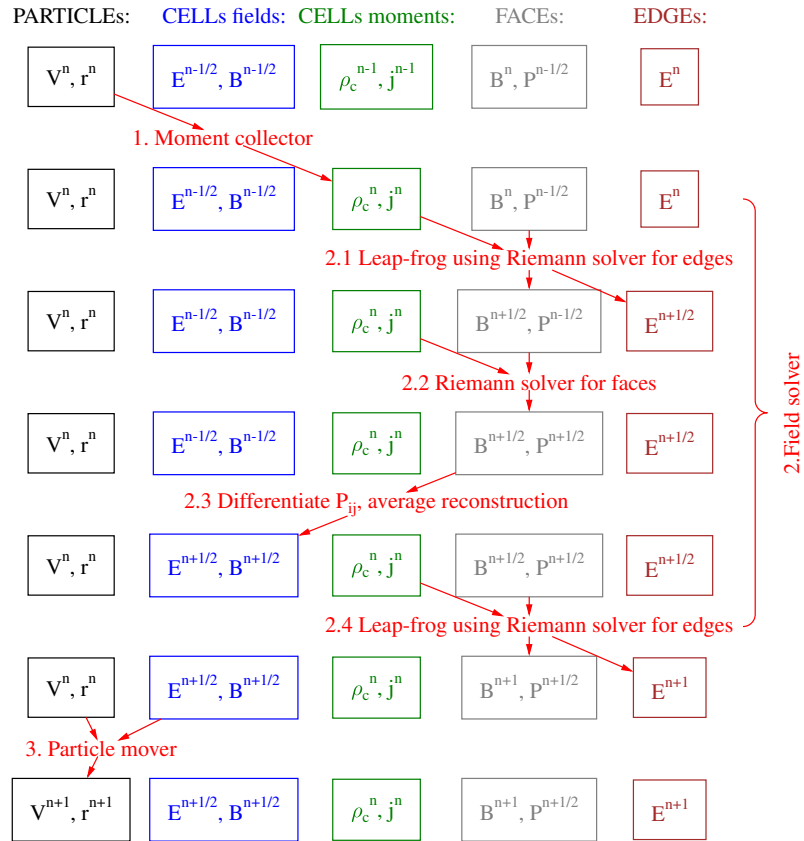 PARTICLES: CELLs fields: CELLs moments: FACES: EDGEs:
V^n, r^n E^{n-1/2}, B^{n-1/2} ρ_c^{n-1}, j^{n-1} B^n, P^{n-1/2} E^n
1. Moment collector
V^n, r^n E^{n-1/2}, B^{n-1/2} ρ_c^n, j^n B^n, P^{n-1/2} E^n
2.1 Leap-frog using Riemann solver for edges
V^n, r^n E^{n-1/2}, B^{n-1/2} ρ_c^n, j^n B^{n+1/2}, P^{n-1/2} E^{n+1/2}
2.2 Riemann solver for faces
V^n, r^n E^{n-1/2}, B^{n-1/2} ρ_c^n, j^n B^{n+1/2}, P^{n+1/2} E^{n+1/2}
2.Field solver
2.3 Differentiate P_{ij}, average reconstruction
V^n, r^n E^{n+1/2}, B^{n+1/2} ρ_c^n, j^n B^{n+1/2}, P^{n+1/2} E^{n+1/2}
2.4 Leap-frog using Riemann solver for edges
V^n, r^n E^{n+1/2}, B^{n+1/2} ρ_c^n, j^n B^{n+1}, P^{n+1/2} E^{n+1}
3. Particle mover
V^{n+1}, r^{n+1} E^{n+1/2}, B^{n+1/2} ρ_c^n, j^n B^{n+1}, P^{n+1/2} E^{n+1}